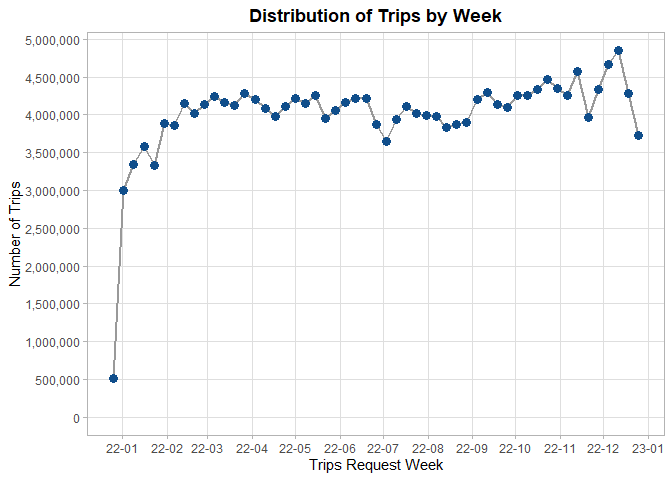 Distribution of Trips by Week
Number of Trips
5,000,000
4,500,000
4,000,000
3,500,000
3,000,000
2,500,000
2,000,000
1,500,000
1,000,000
500,000
0
22-01 22-02 22-03 22-04 22-05 22-06 22-07 22-08 22-09 22-10 22-11 22-12 23-01
Trips Request Week